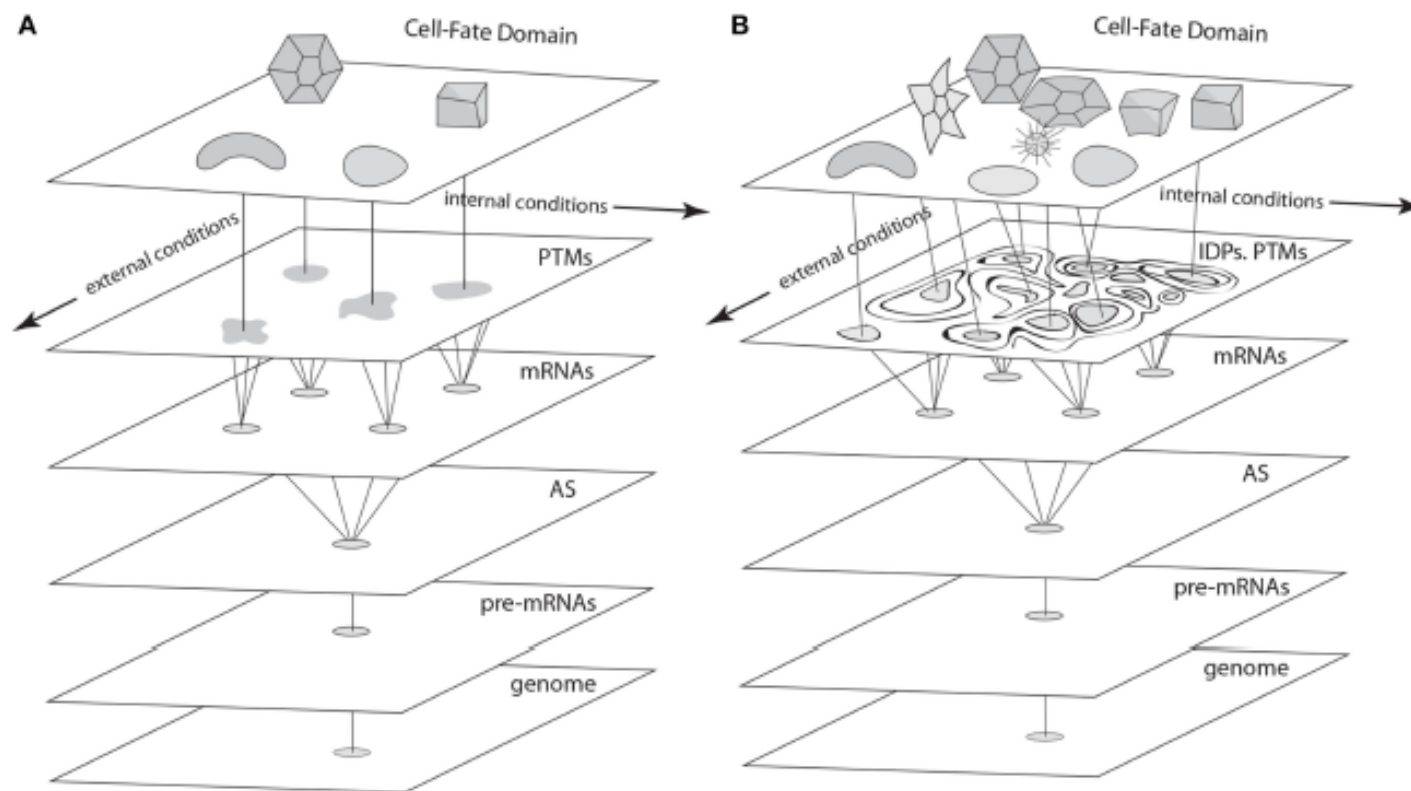 A
Cell-Fate Domain
internal conditions
external conditions
PTMs
mRNAs
AS
pre-mRNAs
genome
B
Cell-Fate Domain
internal conditions
external conditions
IDPs. PTMs
mRNAs
AS
pre-mRNAs
genome